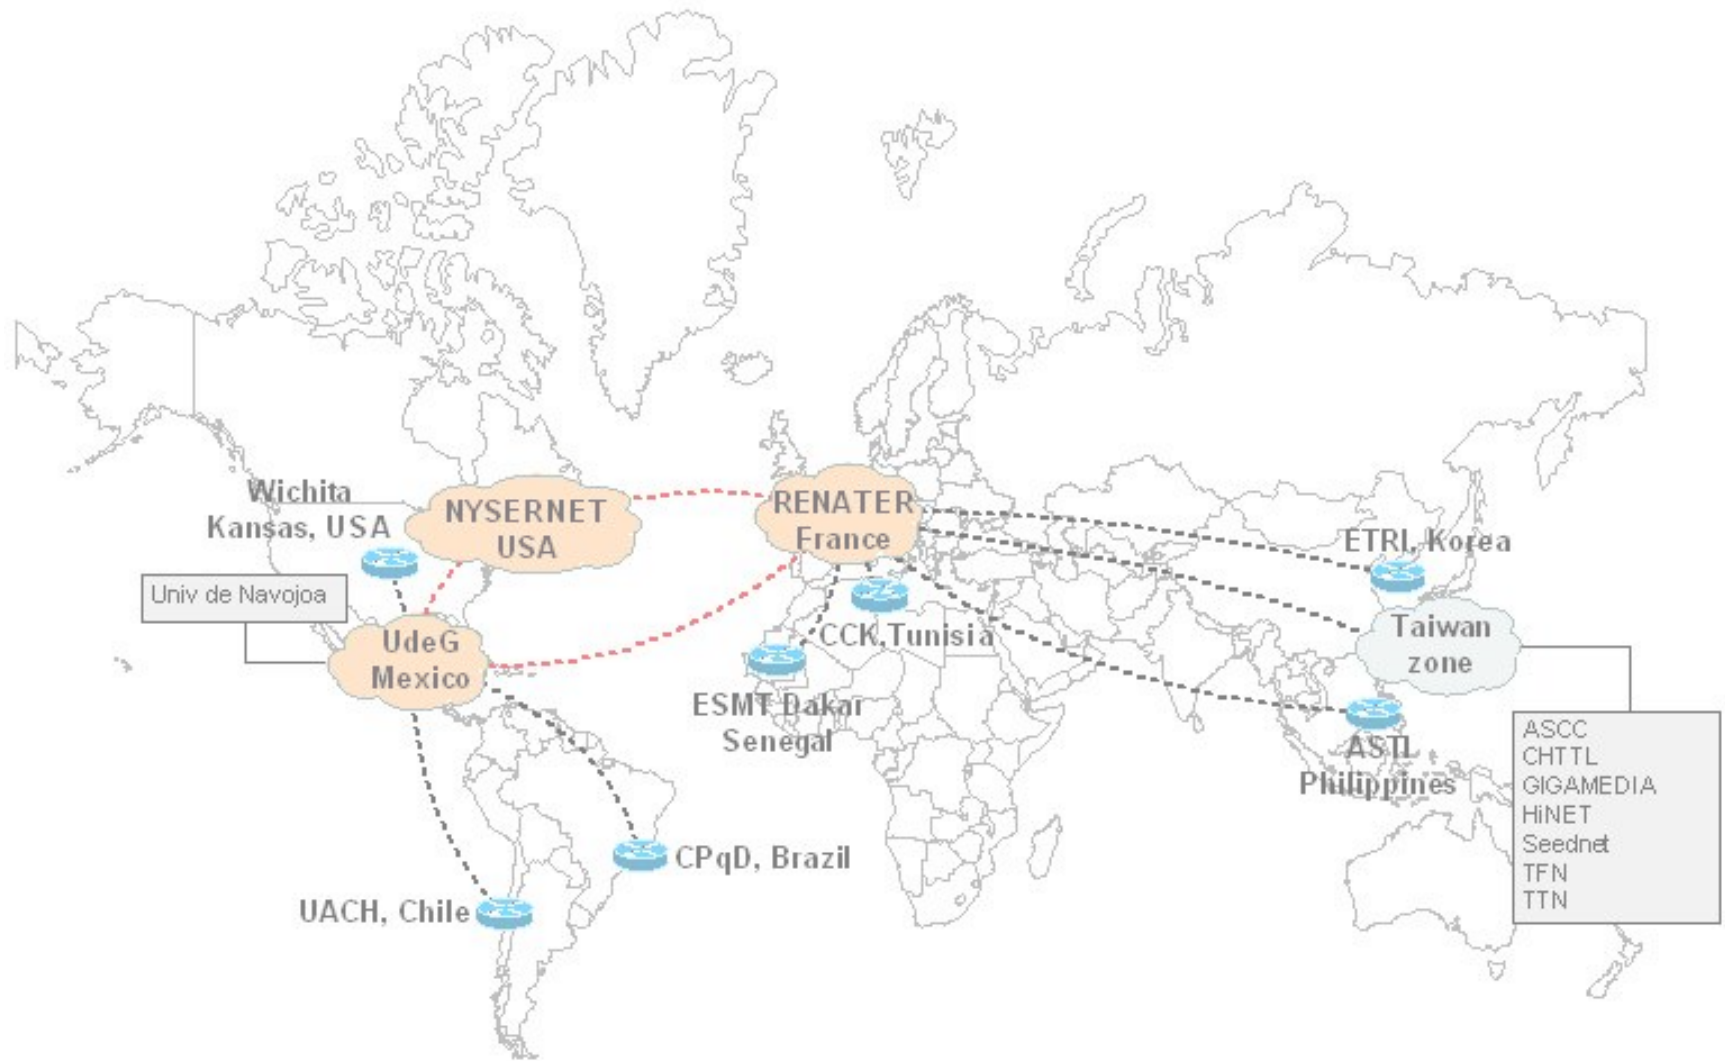 Wichita
Kansas, USA
NYSERNET
USA
RENATER
France
ETRI, Korea
Univ de Navojoa
UdeG
Mexico
CCK,Tunisia
Taiwan
zone
ESMT Dakar
Senegal
ASTI
Philippines
ASCC
CHTTL
GIGAMEDIA
HiNET
Seednet
TFN
TTN
CPqD, Brazil
UACH, Chile